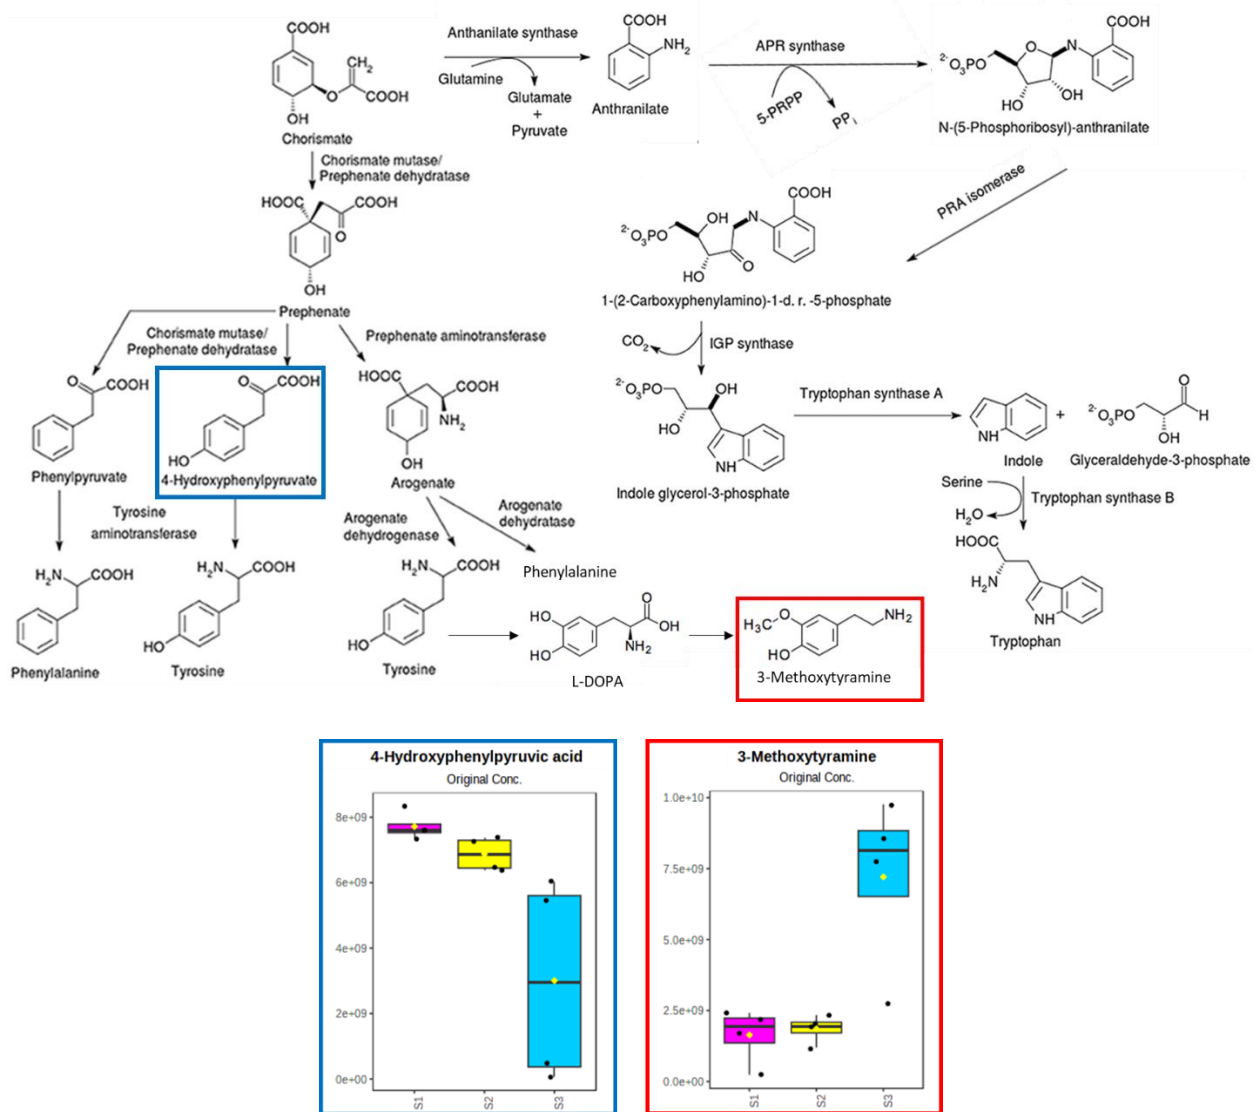 COOH
CH2
O
COOH
OH
Chorismate
Anthanilate synthase
Glutamine
Glutamate
+
Pyruvate
COOH
NH2
Anthranilate
APR synthase
5-PRPP
PPi
COOH
2-O3PO
O
N
HO
OH
N-(5-Phosphoribosyl)-anthranilate
Chorismate mutase/
Prephenate dehydratase
HOOC
COOH
O
OH
Prephenate
PRA isomerase
COOH
2-O3PO
OH
N
HO
O
1-(2-Carboxyphenylamino)-1-d. r. -5-phosphate
CO2
IGP synthase
Chorismate mutase/
Prephenate dehydratase
Prephenate aminotransferase
O
COOH
Phenylpyruvate
O
COOH
HO
4-Hydroxyphenylpyruvate
HOOC
COOH
NH2
OH
Arogenate
2-O3PO
OH
HO
NH
Indole glycerol-3-phosphate
Tryptophan synthase A
NH
Indole
+
2-O3PO
O
H
OH
Glyceraldehyde-3-phosphate
Serine
H2O
Tryptophan synthase B
Tyrosine
aminotransferase
Arogenate
dehydrogenase
Arogenate
dehydratase
Phenylalanine
H2N
COOH
Phenylalanine
H2N
COOH
HO
Tyrosine
H2N
COOH
HO
Tyrosine
HO
HO
O
OH
NH2
L-DOPA
H3C
O
HO
NH2
3-Methoxytyramine
HOOC
H2N
NH
Tryptophan
4-Hydroxyphenylpyruvic acid
Original Conc.
8e+09
6e+09
4e+09
2e+09
0e+00
S1
S2
S3
3-Methoxytyramine
Original Conc.
1.0e+10
7.5e+09
5.0e+09
2.5e+09
0.0e+00
S1
S2
S3